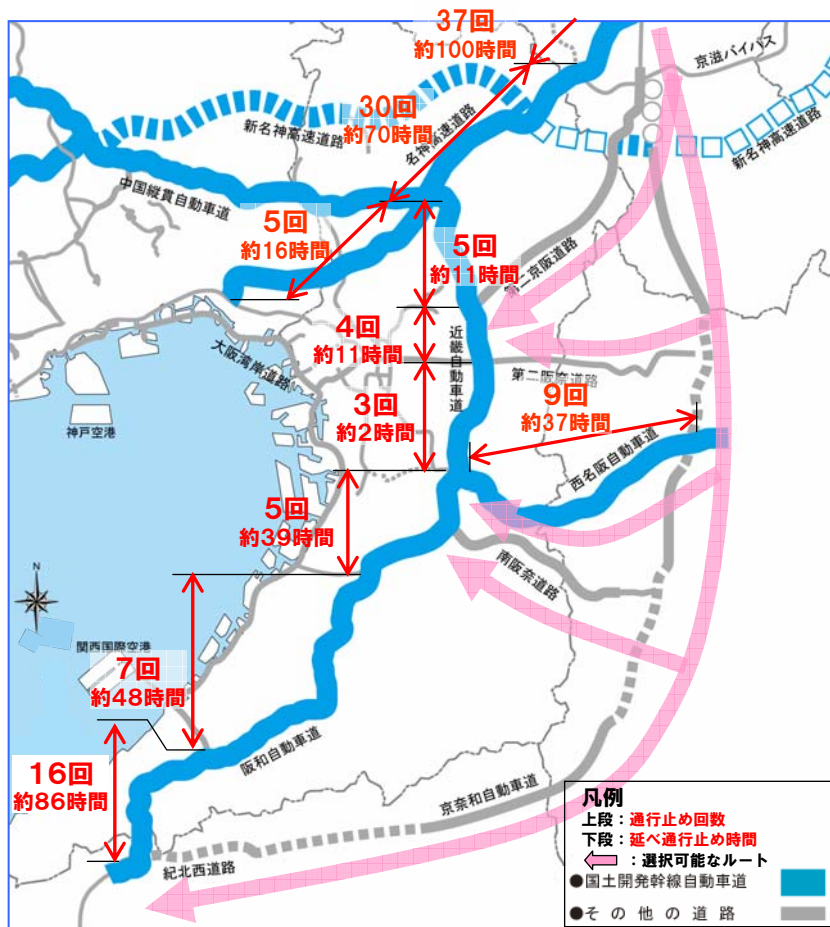 37回
約100時間
京滋バイパス
30回
約70時間
新名神高速道路
名神高速道路
新名神高速道路
中国縦貫自動車道
5回
約16時間
5回
約11時間
第二京阪道路
大阪湾岸道路
4回
約11時間
近畿自動車道
第二阪奈道路
神戸空港
3回
約2時間
9回
約37時間
西名阪自動車道
5回
約39時間
南阪奈道路
N
関西国際空港
7回
約48時間
阪和自動車道
16回
約86時間
京奈和自動車道
紀北西道路
凡例
上段：通行止め回数
下段：延べ通行止め時間
：選択可能なルート
●国土開発幹線自動車道
●その他の道路